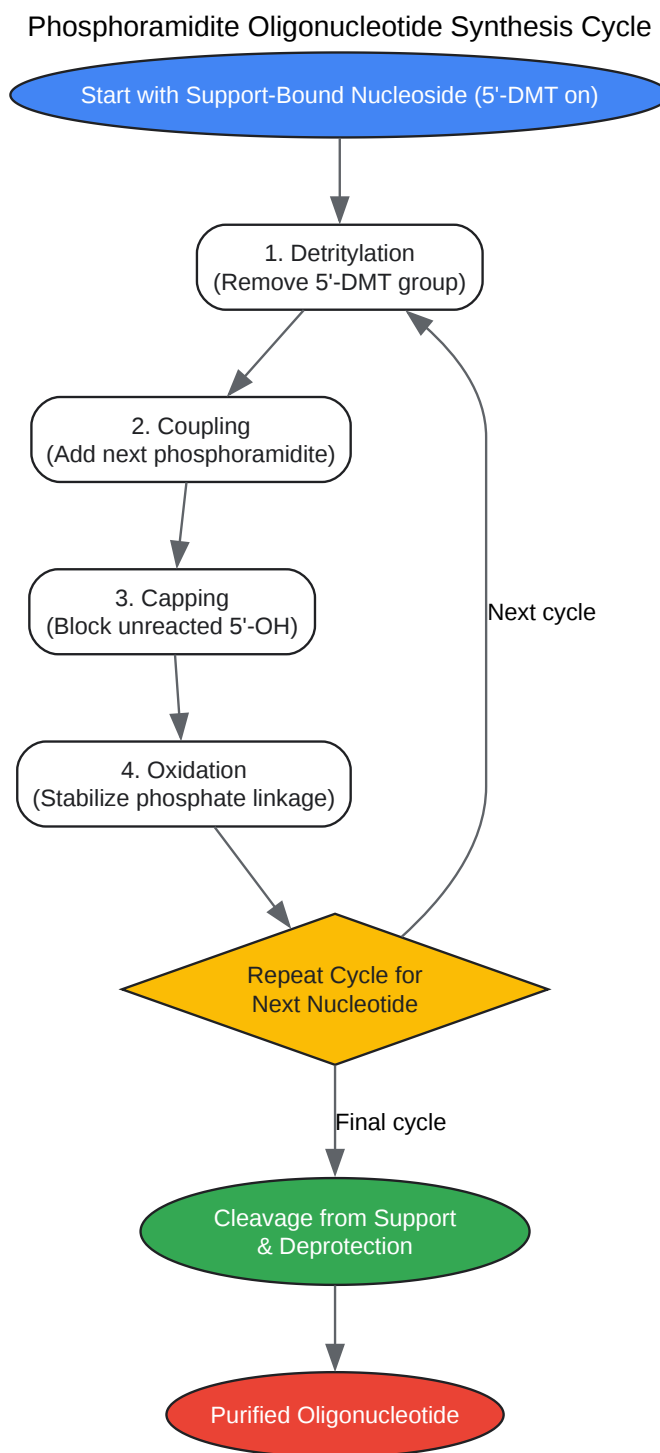 Phosphoramidite Oligonucleotide Synthesis Cycle
Start with Support-Bound Nucleoside (5'-DMT on)
1. Detritylation
(Remove 5'-DMT group)
2. Coupling
(Add next phosphoramidite)
3. Capping
(Block unreacted 5'-OH)
Next cycle
4. Oxidation
(Stabilize phosphate linkage)
Repeat Cycle for
Next Nucleotide
Final cycle
Cleavage from Support
& Deprotection
Purified Oligonucleotide